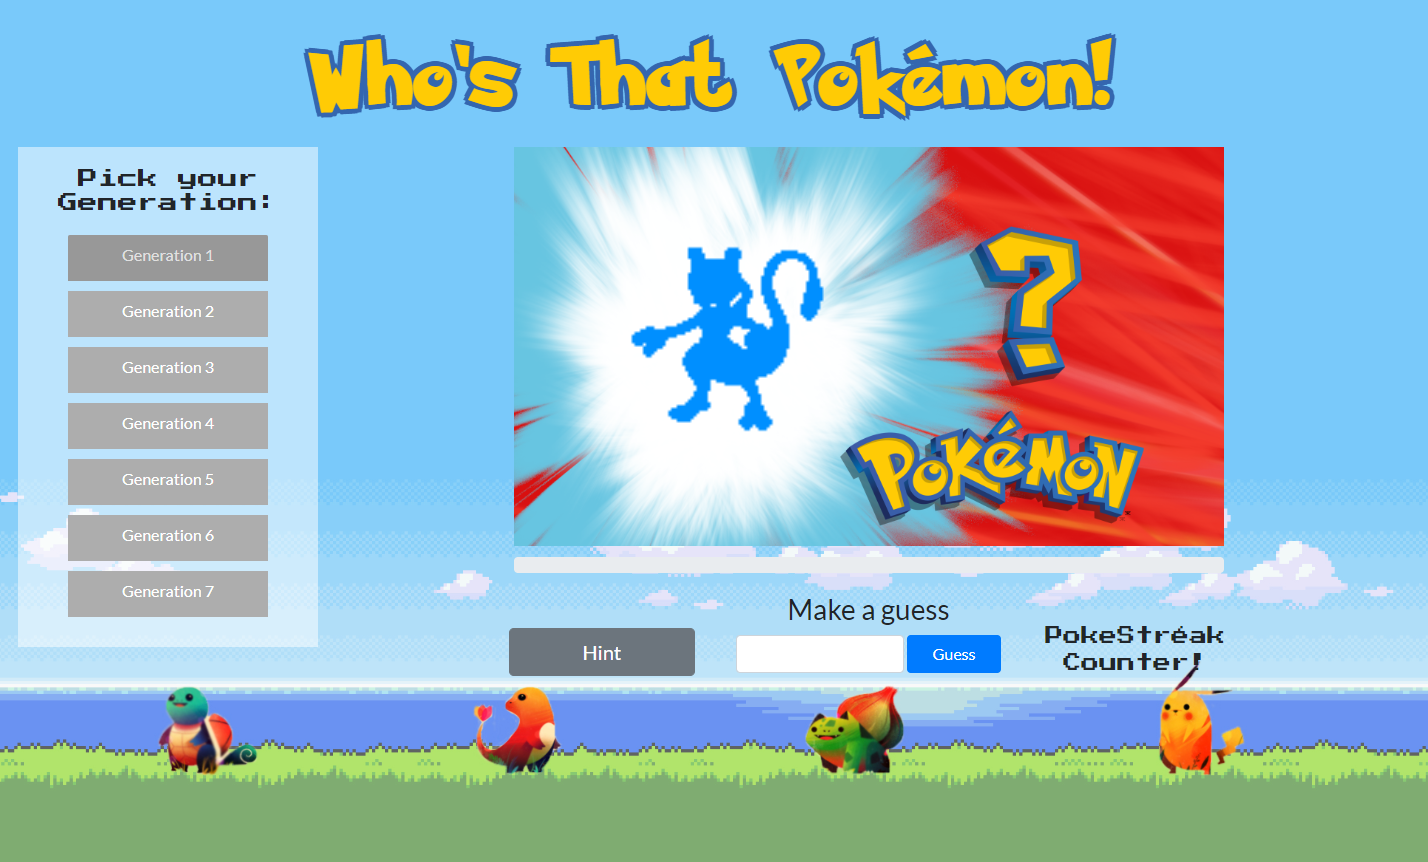 Who's That Pokémon!
Pick your
Generation:
Generation 1
Generation 2
Generation 3
Generation 4
Generation 5
Generation 6
Generation 7
?
POKéMON
Make a guess
Hint
Guess
PokeStréak
Counter!